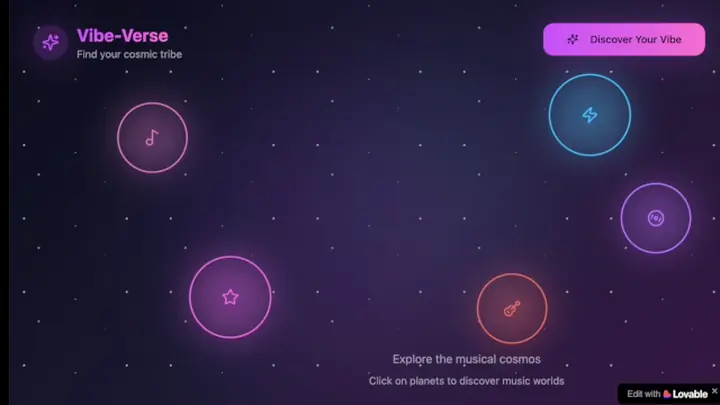 Vibe-Verse
Find your cosmic tribe
Discover Your Vibe
Explore the musical cosmos
Click on planets to discover music worlds
Edit with Lovable